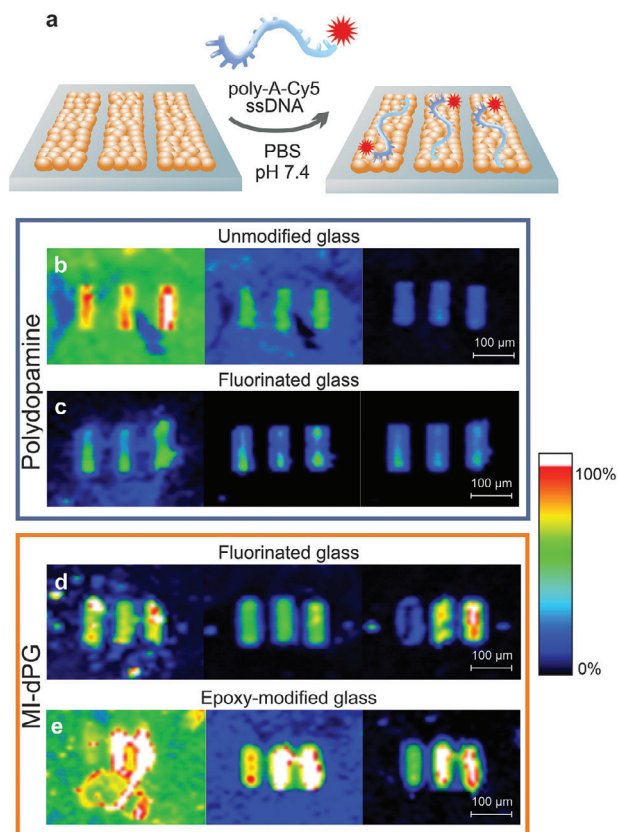 a
poly-A-Cy5
ssDNA
PBS
pH 7.4
Polydopamine
Unmodified glass
b
100 µm
Fluorinated glass
c
100 µm
100%
0%
MI-dPG
Fluorinated glass
d
100 µm
Epoxy-modified glass
e
100 µm